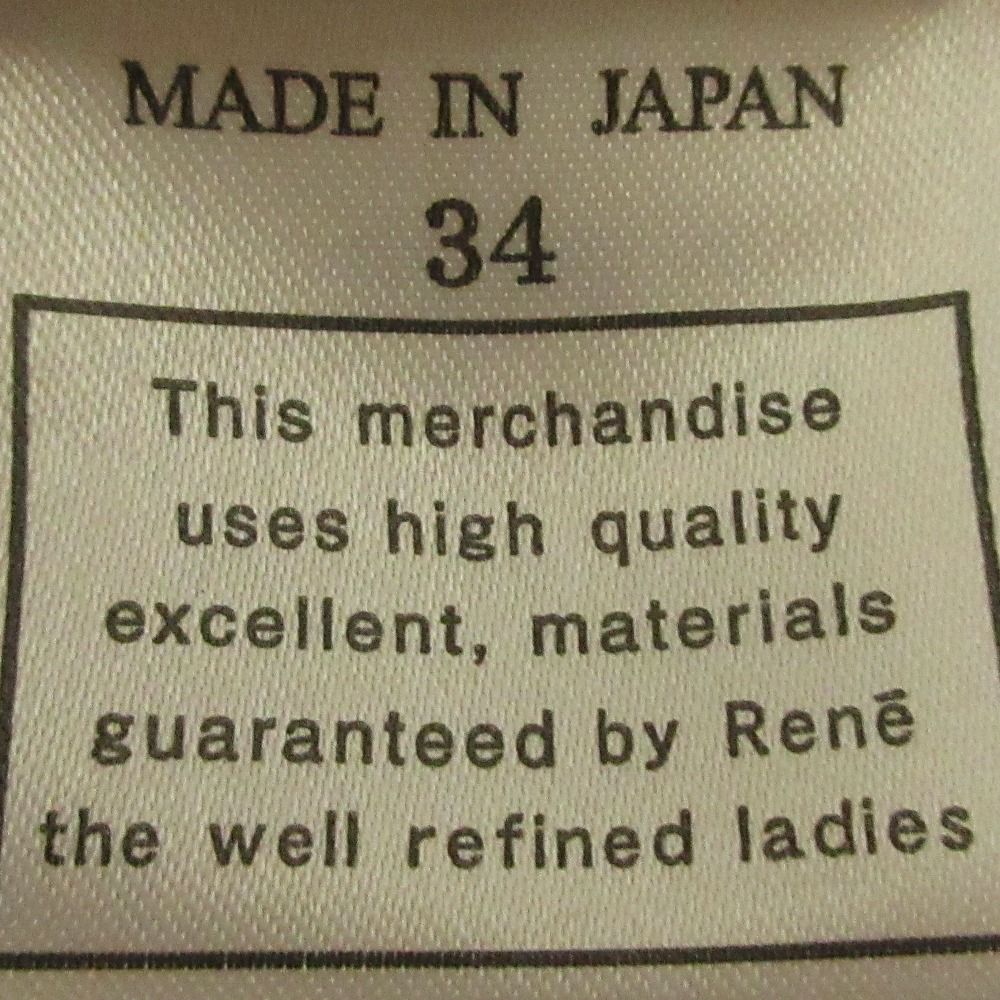 MADE IN JAPAN
34
This merchandise
uses high quality
excellent, materials
guaranteed by Renē
the well refined ladies